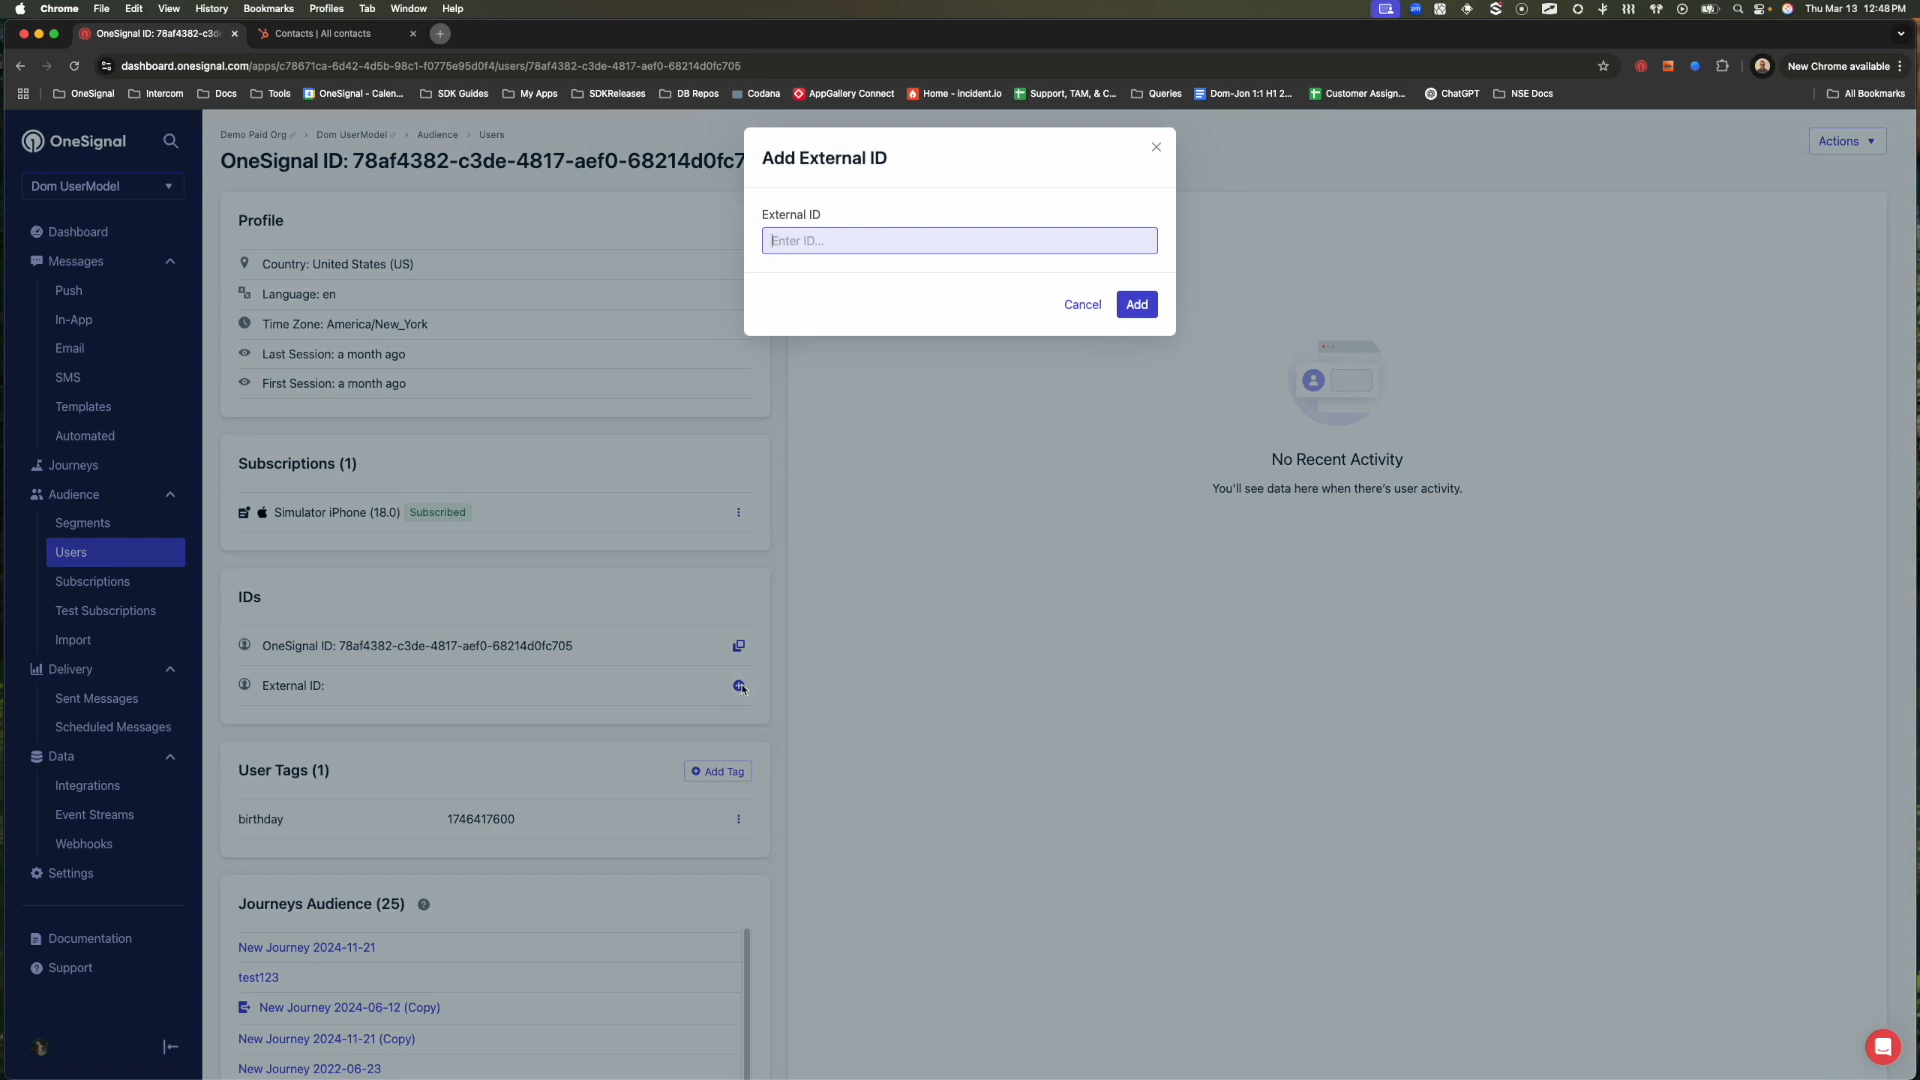 Chrome File Edit View History Bookmarks Profiles Tab Window Help
Thu Mar 13 12:48 PM
OneSignal ID: 78af4382-c3d
Contacts | All contacts
dashboard.onesignal.com/apps/c78671ca-6d42-4d5b-98c1-f0775e95d0f4/users/78af4382-c3de-4817-aef0-68214d0fc705
New Chrome available
OneSignal Intercom Docs Tools OneSignal - Calen... SDK Guides My Apps SDKReleases DB Repos Codana AppGallery Connect Home - incident.io Support, TAM, & C... Queries Dom-Jon 1:1 H1 2... Customer Assign... ChatGPT NSE Docs All Bookmarks
OneSignal
Dom UserModel
Dashboard
Messages
Push
In-App
Email
SMS
Templates
Automated
Journeys
Audience
Segments
Users
Subscriptions
Test Subscriptions
Import
Delivery
Sent Messages
Scheduled Messages
Data
Integrations
Event Streams
Webhooks
Settings
Documentation
Support
Demo Paid Org > Dom UserModel > Audience > Users
OneSignal ID: 78af4382-c3de-4817-aef0-68214d0fc7
Actions
Profile
Country: United States (US)
Language: en
Time Zone: America/New_York
Last Session: a month ago
First Session: a month ago
Subscriptions (1)
Simulator iPhone (18.0) Subscribed
IDs
OneSignal ID: 78af4382-c3de-4817-aef0-68214d0fc705
External ID:
User Tags (1)
Add Tag
birthday 1746417600
Journeys Audience (25)
New Journey 2024-11-21
test123
New Journey 2024-06-12 (Copy)
New Journey 2024-11-21 (Copy)
New Journey 2022-06-23
Add External ID
External ID
Enter ID...
Cancel Add
No Recent Activity
You'll see data here when there's user activity.